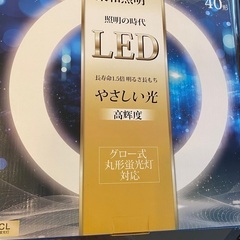 40形
照明の時代
LED
長寿命1.5倍 明るさ長もち
やさしい光
高輝度
グロー式
丸形蛍光灯
対応
CL